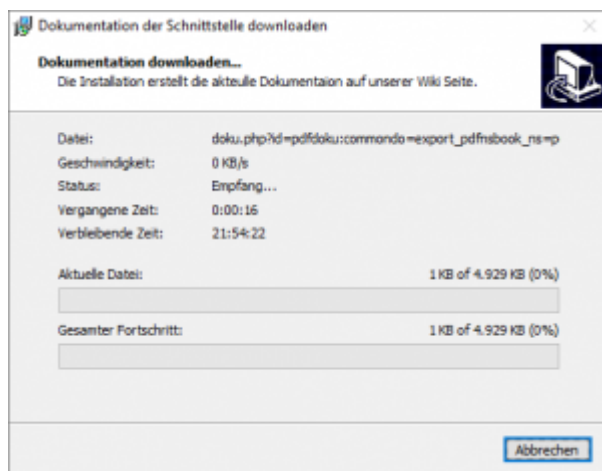 Dokumentation der Schnittstelle downloaden
Dokumentation downloaden...
Die Installation erstellt die akteulle Dokumentaion auf unserer Wiki Seite.
Datei: doku.php?id=pdfdoku:commondo=export_pdfnsbook_ns=p
Geschwindigkeit: 0 KB/s
Status: Empfang...
Vergangene Zeit: 0:00:16
Verbleibende Zeit: 21:54:22
Aktuelle Datei: 1 KB of 4.929 KB (0%)
Gesamter Fortschritt: 1 KB of 4.929 KB (0%)
Abbrechen